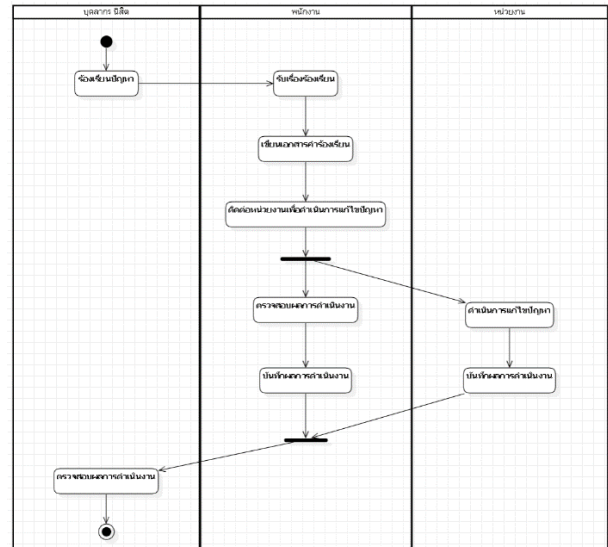 บุคลากร นิสิต
พนักงาน
หน่วยงาน
ร้องเรียนปัญหา
รับเรื่องร้องเรียน
เขียนเอกสารคำร้องเรียน
ติดต่อหน่วยงานเพื่อดำเนินการแก้ไขปัญหา
ตรวจสอบผลการดำเนินงาน
ดำเนินการแก้ไขปัญหา
บันทึกผลการดำเนินงาน
บันทึกผลการดำเนินงาน
ตรวจสอบผลการดำเนินงาน